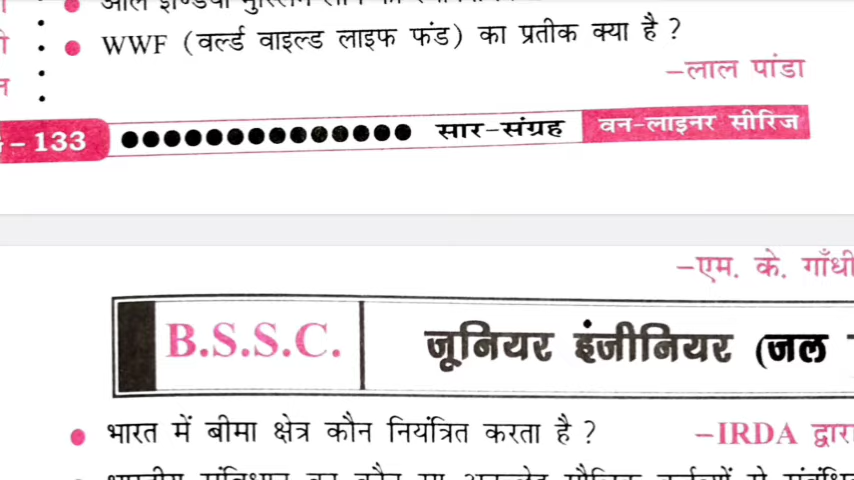 WWF (वर्ल्ड वाइल्ड लाइफ फंड) का प्रतीक क्या है ?
–लाल पांडा
– 133 सार-संग्रह वन-लाइनर सीरिज
–एम. के. गाँधी
B.S.S.C. जूनियर इंजीनियर (जल
भारत में बीमा क्षेत्र कौन नियंत्रित करता है ? –IRDA द्वारा